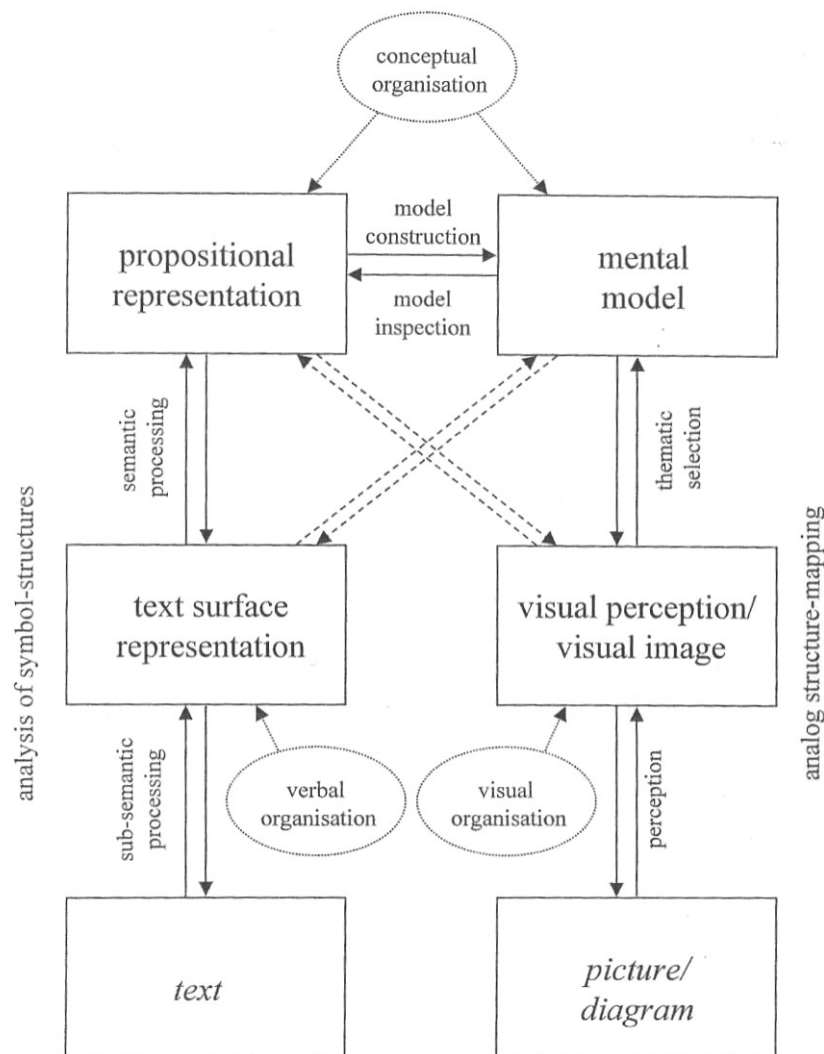 conceptual
organisation
propositional
representation
model
construction
model
inspection
mental
model
semantic
processing
thematic
selection
analysis of symbol-structures
text surface
representation
visual perception/
visual image
analog structure-mapping
sub-semantic
processing
verbal
organisation
visual
organisation
perception
text
picture/
diagram